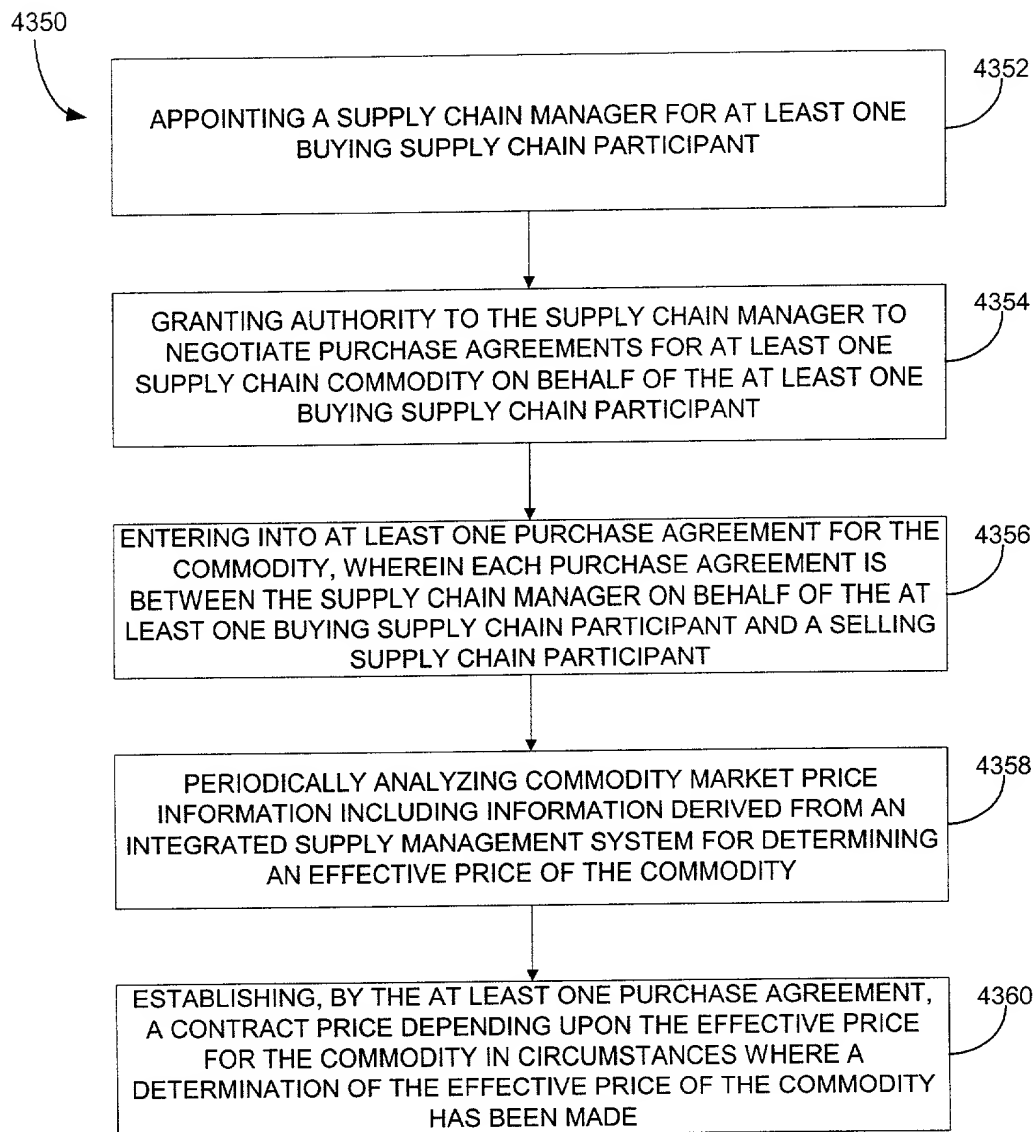 4350
4352
APPOINTING A SUPPLY CHAIN MANAGER FOR AT LEAST ONE
BUYING SUPPLY CHAIN PARTICIPANT
4354
GRANTING AUTHORITY TO THE SUPPLY CHAIN MANAGER TO
NEGOTIATE PURCHASE AGREEMENTS FOR AT LEAST ONE
SUPPLY CHAIN COMMODITY ON BEHALF OF THE AT LEAST ONE
BUYING SUPPLY CHAIN PARTICIPANT
4356
ENTERING INTO AT LEAST ONE PURCHASE AGREEMENT FOR THE
COMMODITY, WHEREIN EACH PURCHASE AGREEMENT IS
BETWEEN THE SUPPLY CHAIN MANAGER ON BEHALF OF THE AT
LEAST ONE BUYING SUPPLY CHAIN PARTICIPANT AND A SELLING
SUPPLY CHAIN PARTICIPANT
4358
PERIODICALLY ANALYZING COMMODITY MARKET PRICE
INFORMATION INCLUDING INFORMATION DERIVED FROM AN
INTEGRATED SUPPLY MANAGEMENT SYSTEM FOR DETERMINING
AN EFFECTIVE PRICE OF THE COMMODITY
4360
ESTABLISHING, BY THE AT LEAST ONE PURCHASE AGREEMENT,
A CONTRACT PRICE DEPENDING UPON THE EFFECTIVE PRICE
FOR THE COMMODITY IN CIRCUMSTANCES WHERE A
DETERMINATION OF THE EFFECTIVE PRICE OF THE COMMODITY
HAS BEEN MADE